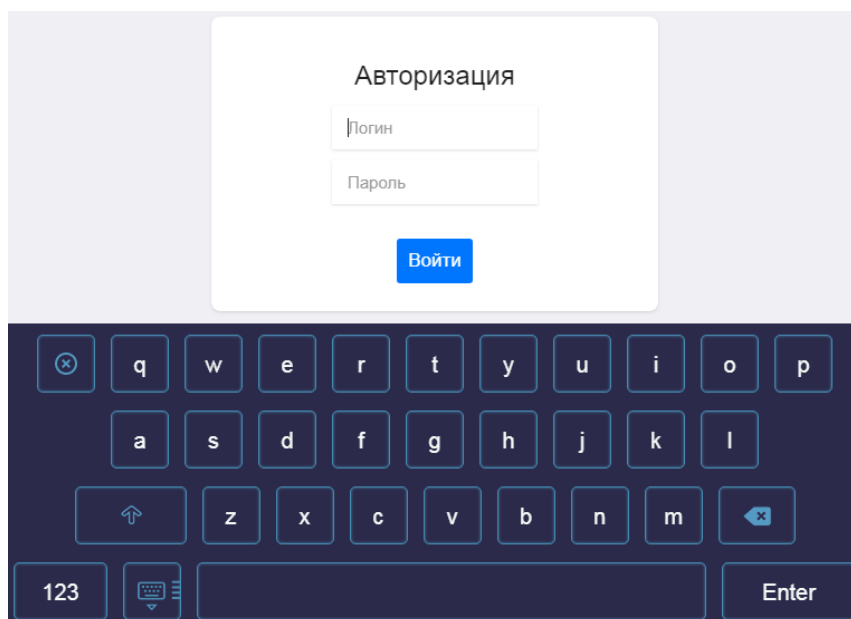 Авторизация
Логин
Пароль
Войти
q w e r t y u i o p
a s d f g h j k l
z x c v b n m
123 Enter